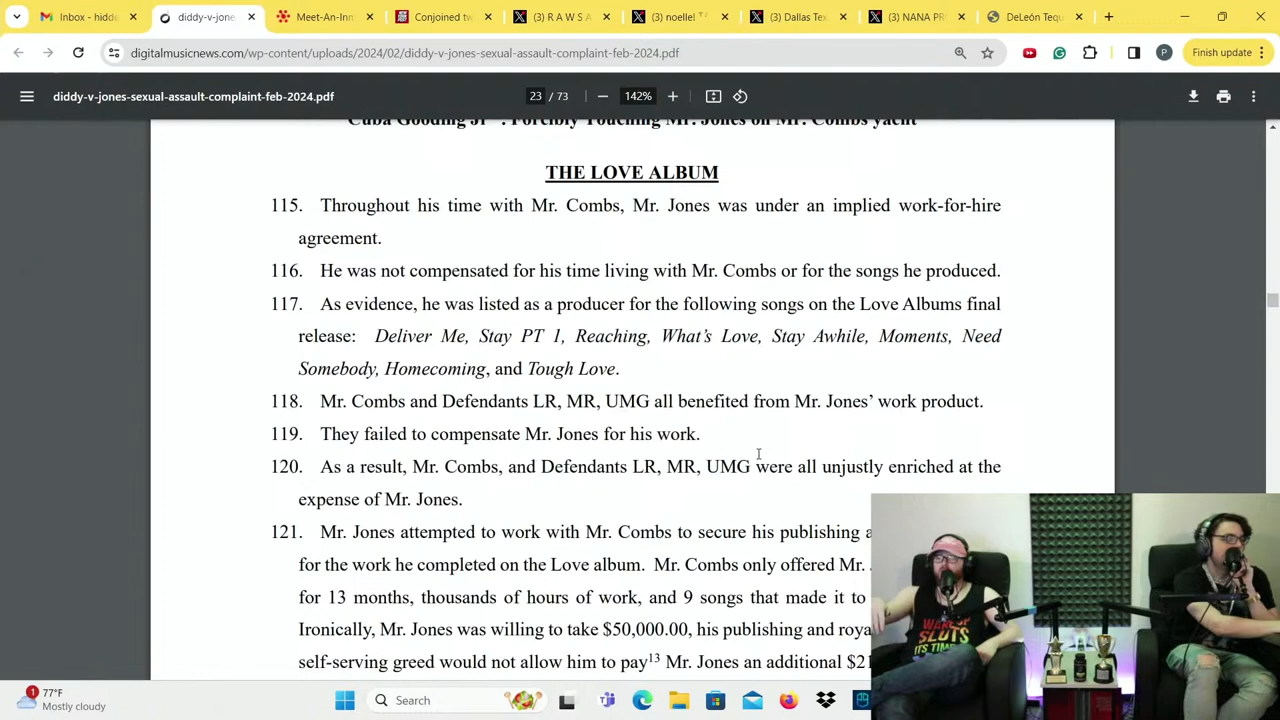 Inbox - hidde
diddy-v-jone
Meet-An-Inm
Conjoined tw
(3) R A W S A
(3) noelle!
(3) Dallas Tex
(3) NANA PR
DeLeón Tequ
digitalmusicnews.com/wp-content/uploads/2024/02/diddy-v-jones-sexual-assault-complaint-feb-2024.pdf
P
Finish update
diddy-v-jones-sexual-assault-complaint-feb-2024.pdf
23 / 73
142%
Cuba Gooding Jr : Forcibly Touching Mr. Jones on Mr. Combs yacht
THE LOVE ALBUM
115. Throughout his time with Mr. Combs, Mr. Jones was under an implied work-for-hire
agreement.
116. He was not compensated for his time living with Mr. Combs or for the songs he produced.
117. As evidence, he was listed as a producer for the following songs on the Love Albums final
release: Deliver Me, Stay PT 1, Reaching, What's Love, Stay Awhile, Moments, Need
Somebody, Homecoming, and Tough Love.
118. Mr. Combs and Defendants LR, MR, UMG all benefited from Mr. Jones' work product.
119. They failed to compensate Mr. Jones for his work.
120. As a result, Mr. Combs, and Defendants LR, MR, UMG were all unjustly enriched at the
expense of Mr. Jones.
121. Mr. Jones attempted to work with Mr. Combs to secure his publishing a
for the work he completed on the Love album. Mr. Combs only offered Mr.
for 13 months, thousands of hours of work, and 9 songs that made it to
Ironically, Mr. Jones was willing to take $50,000.00, his publishing and roya
self-serving greed would not allow him to pay13 Mr. Jones an additional $21
WAKE UP
SLUTS
ITS TIME
1
77°F
Mostly cloudy
Search